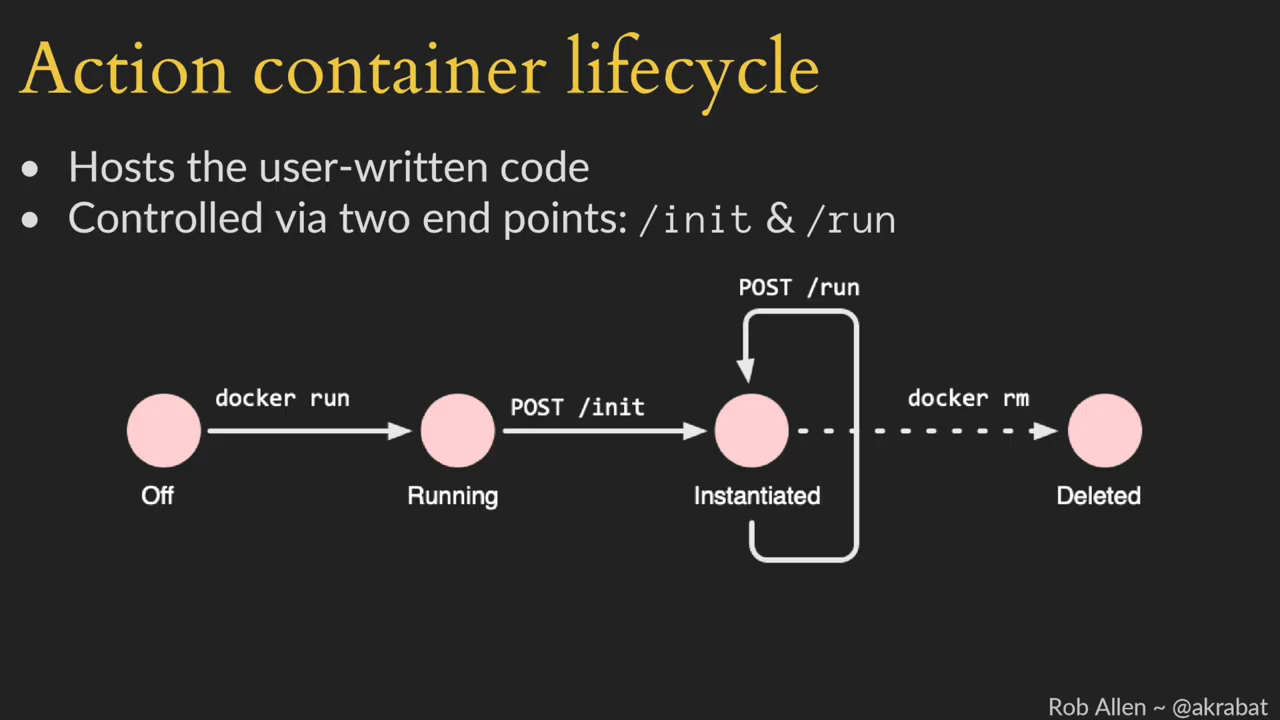 Action container lifecycle
• Hosts the user-written code
• Controlled via two end points: /init & /run
POST /run
docker run
POST /init
docker rm
Off
Running
Instantiated
Deleted
Rob Allen ~ @akrabat